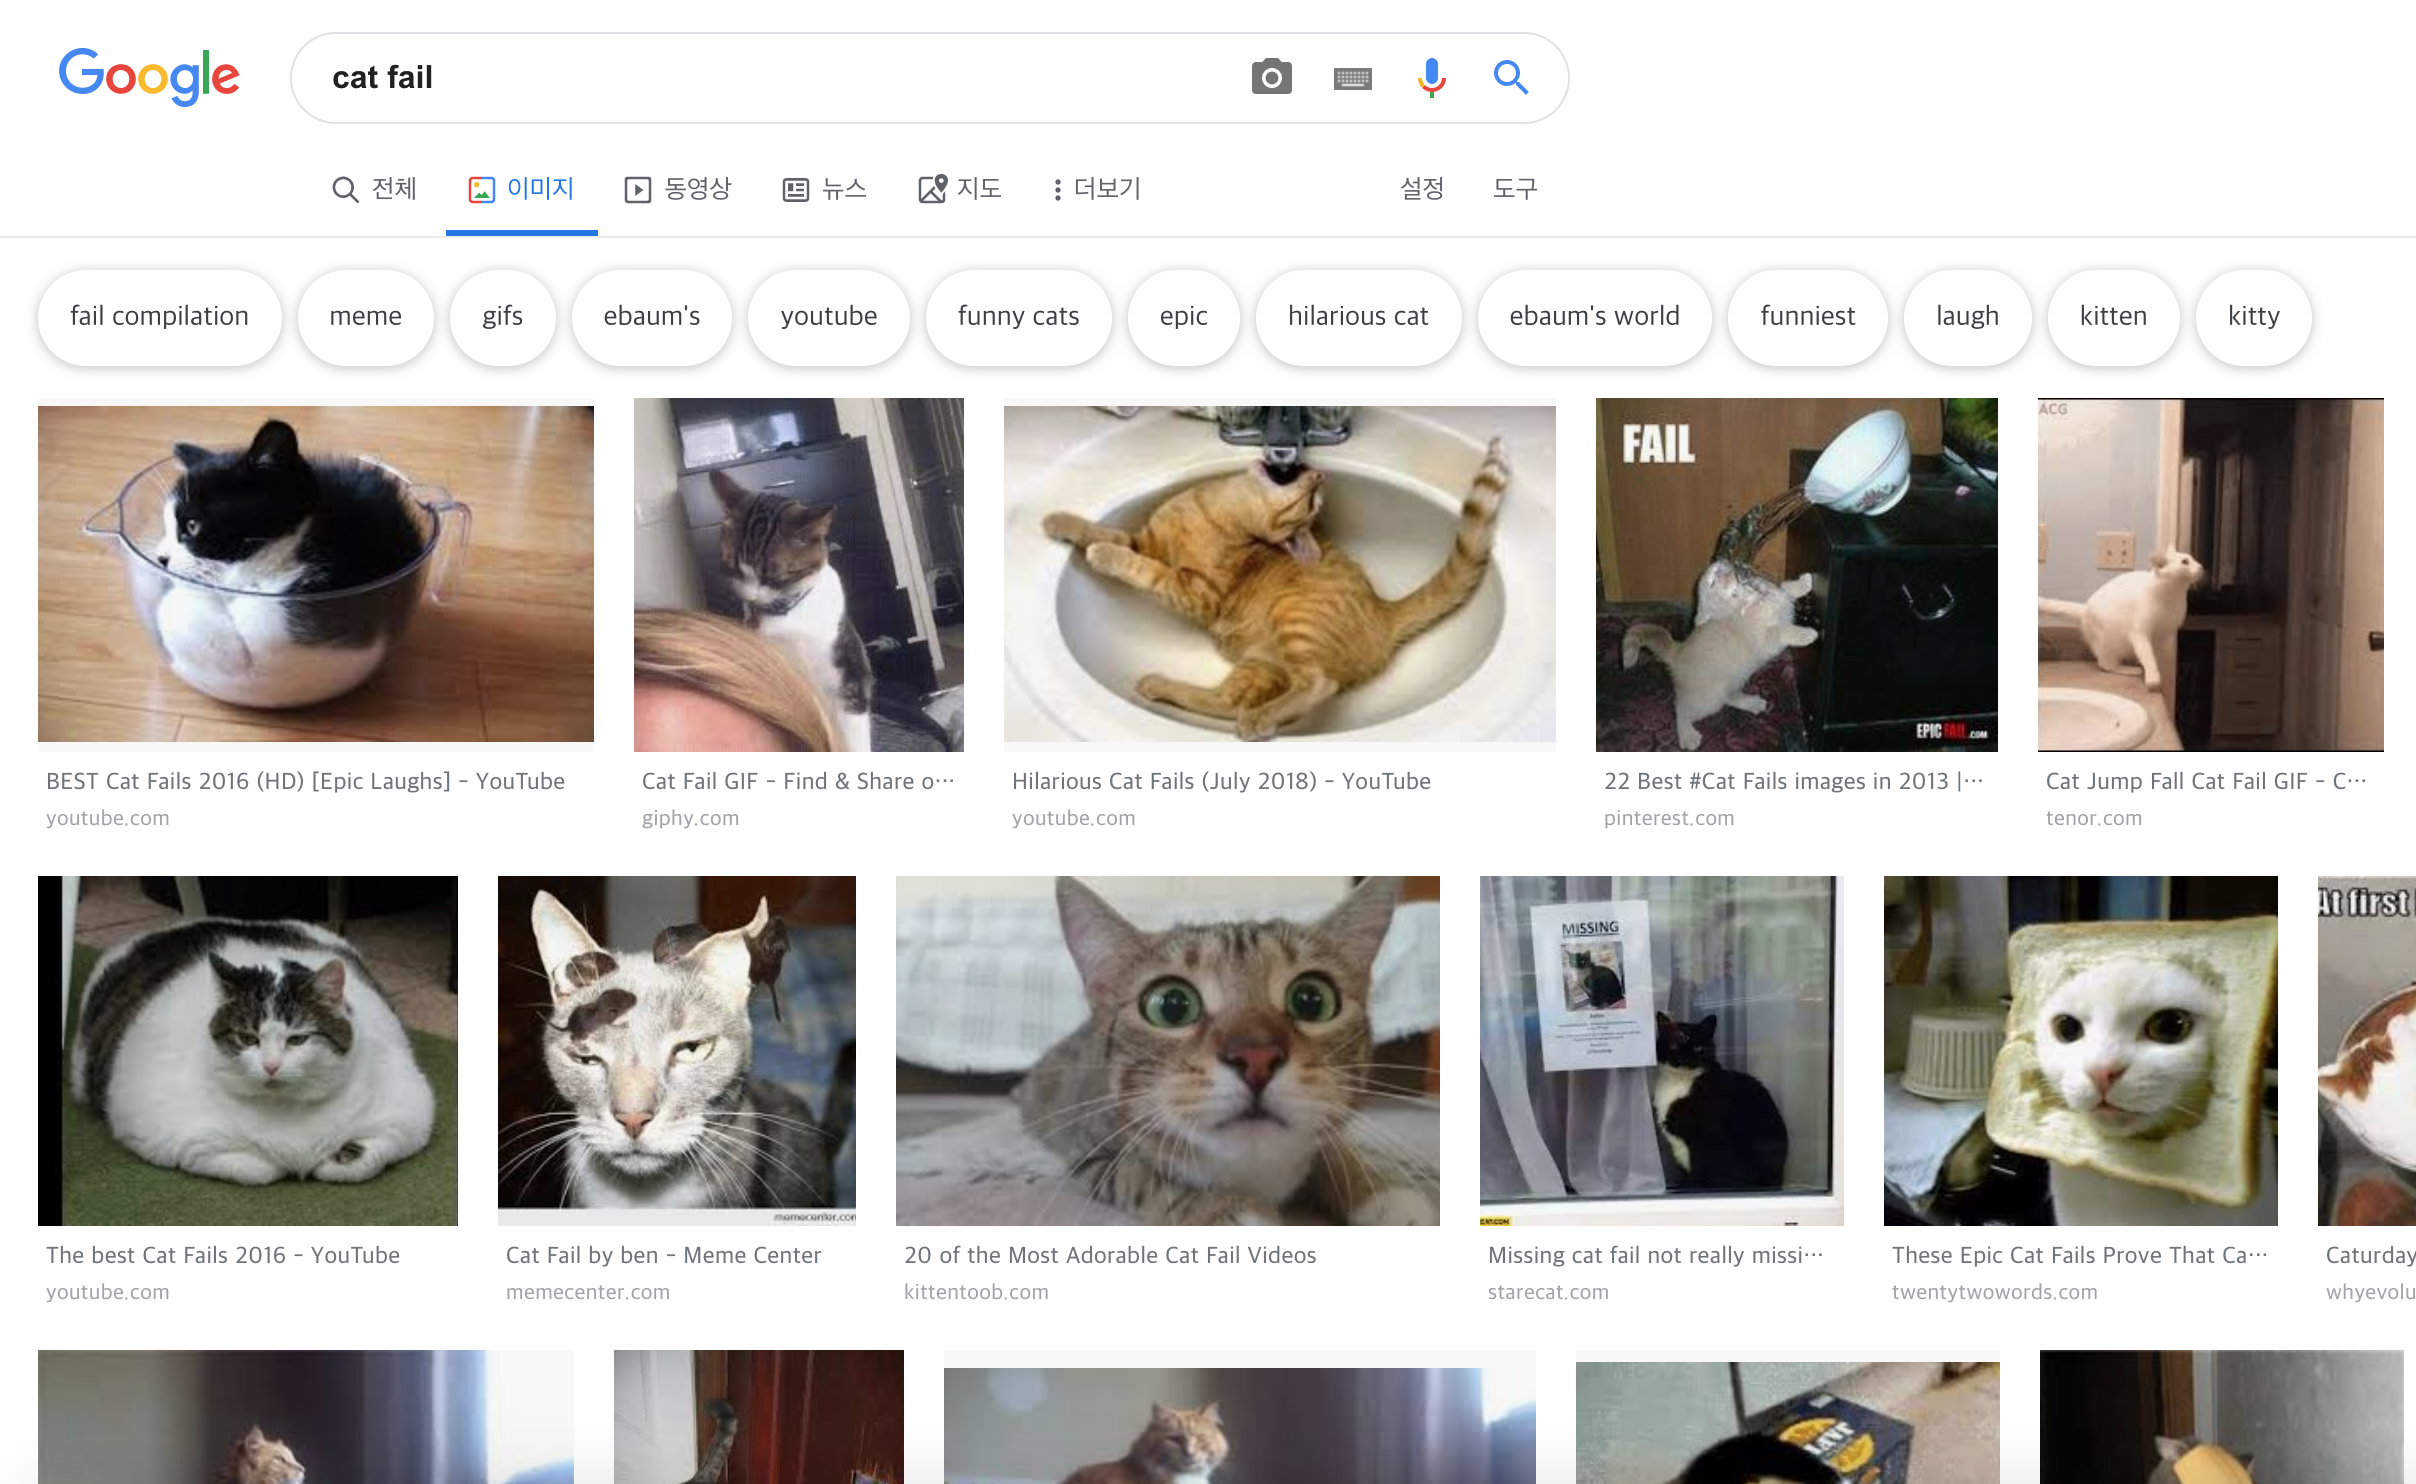 Google
cat fail
전체
이미지
동영상
뉴스
지도
더보기
설정
도구
fail compilation
meme
gifs
ebaum's
youtube
funny cats
epic
hilarious cat
ebaum's world
funniest
laugh
kitten
kitty
FAIL
EPIC FAIL.COM
ACG
BEST Cat Fails 2016 (HD) [Epic Laughs] - YouTube
youtube.com
Cat Fail GIF - Find & Share o···
giphy.com
Hilarious Cat Fails (July 2018) - YouTube
youtube.com
22 Best #Cat Fails images in 2013 |···
pinterest.com
Cat Jump Fall Cat Fail GIF - C···
tenor.com
memecenter.com
MISSING
At first
The best Cat Fails 2016 - YouTube
youtube.com
Cat Fail by ben - Meme Center
memecenter.com
20 of the Most Adorable Cat Fail Videos
kittentoob.com
Missing cat fail not really missi···
starecat.com
These Epic Cat Fails Prove That Ca···
twentytwowords.com
Caturday
whyevolu